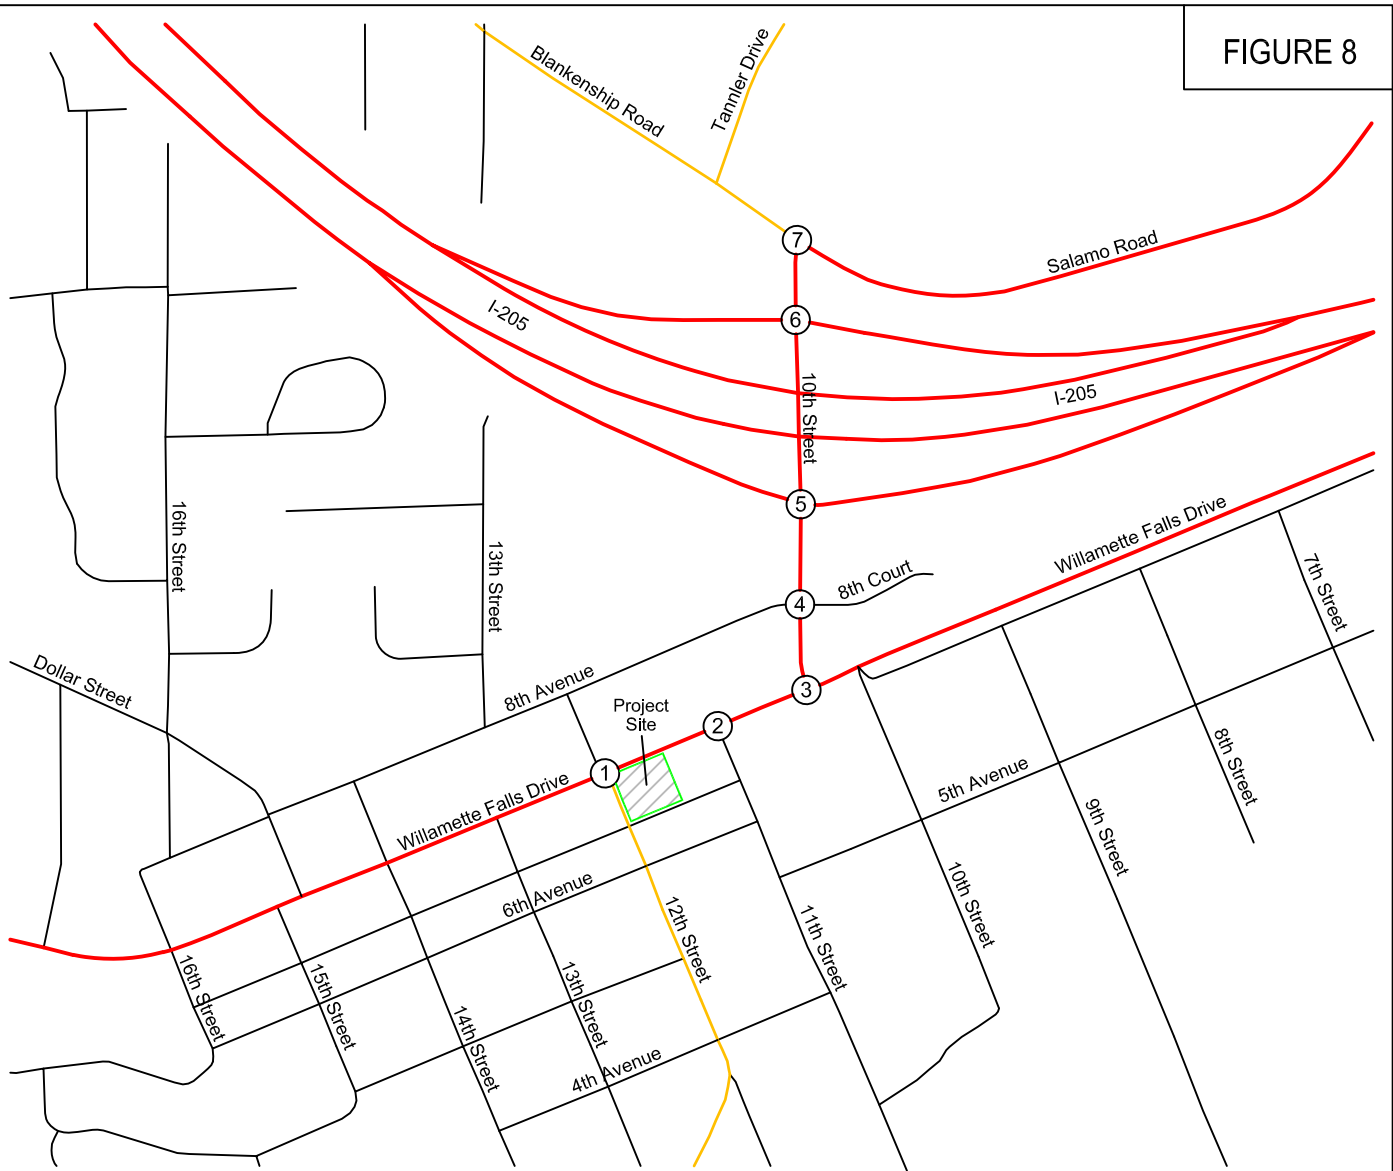 FIGURE 8
Blankenship Road
Tannler Drive
7
Salamo Road
I-205
6
10th Street
I-205
5
Willamette Falls Drive
16th Street
13th Street
7th Street
8th Court
4
Dollar Street
8th Avenue
3
Project
Site
2
8th Street
1
Willamette Falls Drive
5th Avenue
9th Street
6th Avenue
10th Street
12th Street
11th Street
16th Street
15th Street
13th Street
14th Street
4th Avenue